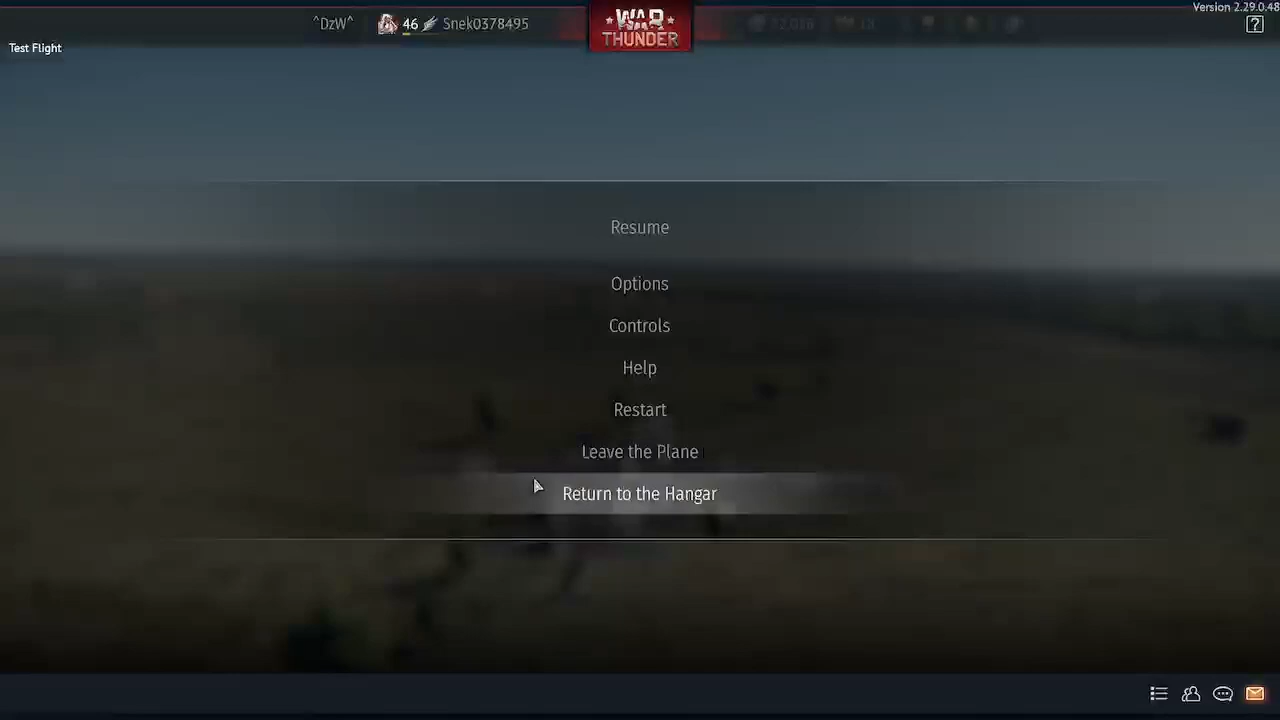 Version 2.29.0.48
^DzW^ 46 Snek0378495
WAR
THUNDER
?
Test Flight
Resume
Options
Controls
Help
Restart
Leave the Plane
Return to the Hangar